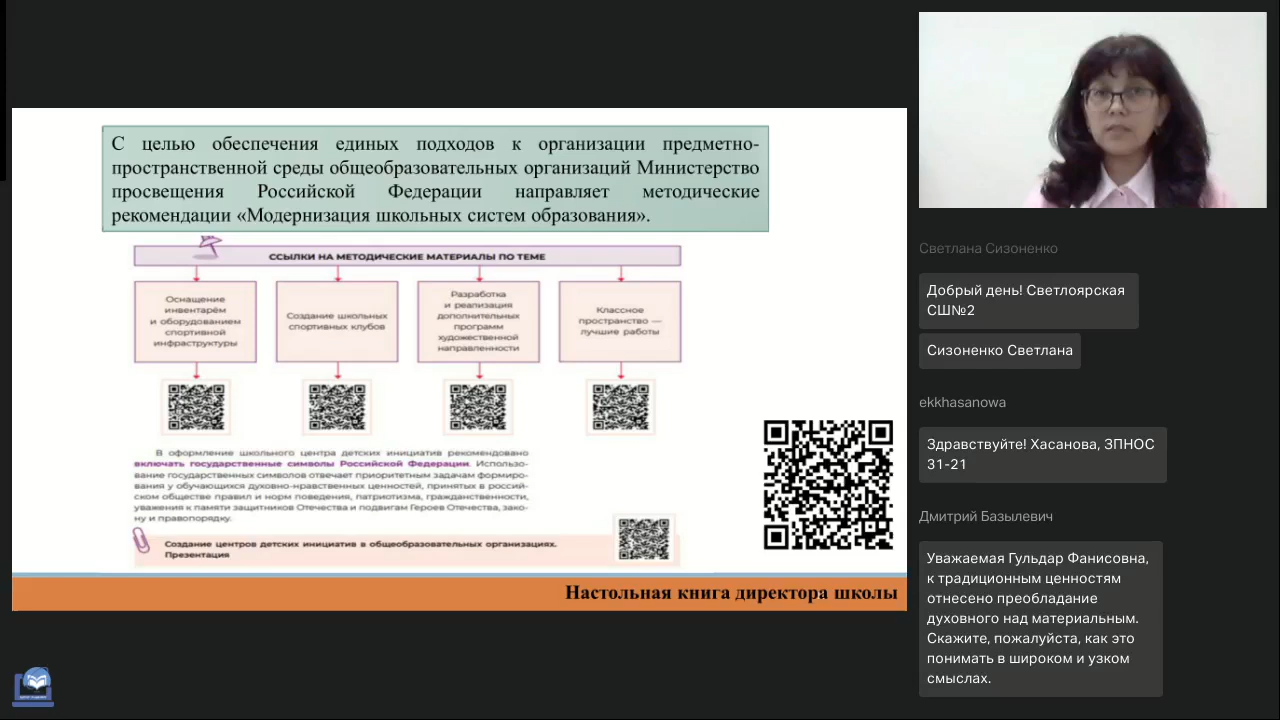 С целью обеспечения единых подходов к организации предметно-
пространственной среды общеобразовательных организаций Министерство
просвещения Российской Федерации направляет методические
рекомендации «Модернизация школьных систем образования».
ССЫЛКИ НА МЕТОДИЧЕСКИЕ МАТЕРИАЛЫ ПО ТЕМЕ
Оснащение
инвентарём
и оборудованием
спортивной
инфраструктуры
Создание школьных
спортивных клубов
Разработка
и реализация
дополнительных
программ
художественной
направленности
Классное
пространство —
лучшие работы
В оформление школьного центра детских инициатив рекомендовано
включать государственные символы Российской Федерации. Использо-
вание государственных символов отвечает приоритетным задачам формиро-
вания у обучающихся духовно-нравственных ценностей, принятых в россий-
ском обществе правил и норм поведения, патриотизма, гражданственности,
уважения к памяти защитников Отечества и подвигам Героев Отечества, зако-
ну и правопорядку.
Создание центров детских инициатив в общеобразовательных организациях.
Презентация
Настольная книга директора школы
Светлана Сизоненко
Добрый день! Светлоярская
СШ№2
Сизоненко Светлана
ekkhasanowa
Здравствуйте! Хасанова, ЗПНОС
31-21
Дмитрий Базылевич
Уважаемая Гульдар Фанисовна,
к традиционным ценностям
отнесено преобладание
духовного над материальным.
Скажите, пожалуйста, как это
понимать в широком и узком
смыслах.